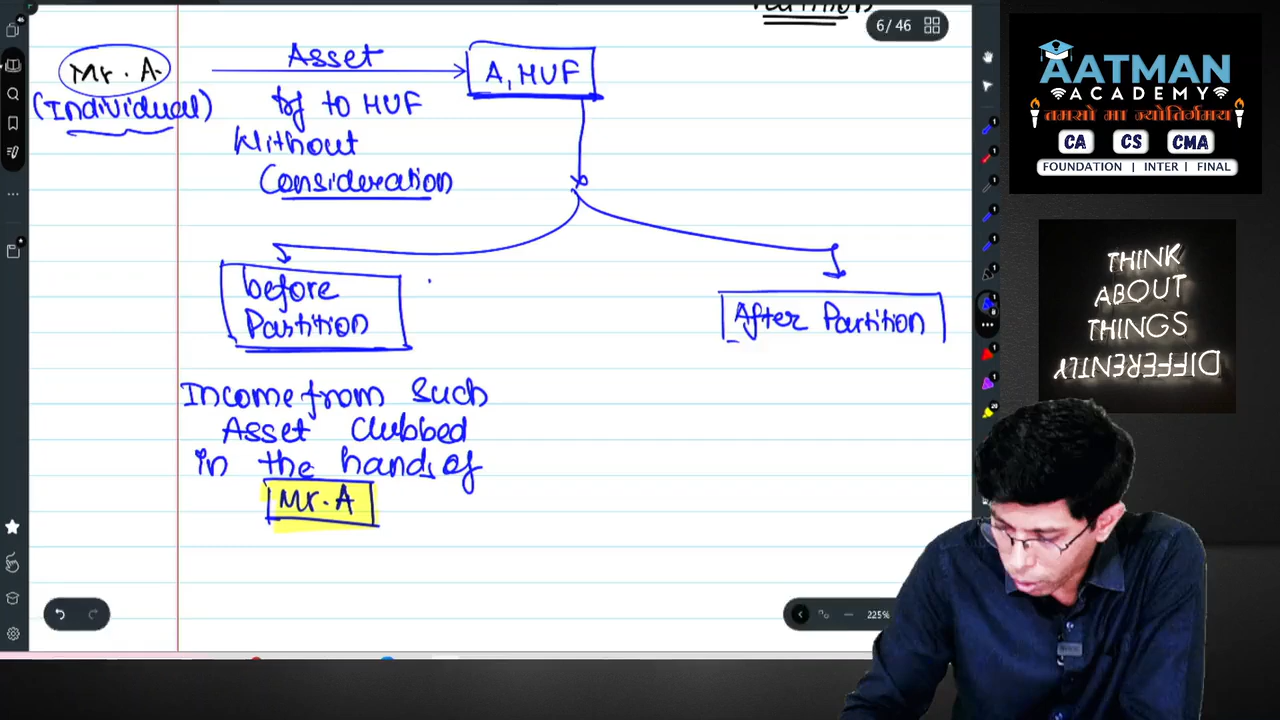 6 / 46
Mr. A
(Individual)
Asset
tsf to HUF
Without
Consideration
A, HUF
before
Partition
After Partition
Income from such
Asset Clubbed
in the hands of
Mr. A
225%
AATMAN
ACADEMY
तमसो मा ज्योतिर्गमय
CA CS CMA
FOUNDATION | INTER | FINAL
THINK
ABOUT
THINGS
DIFFERENTLY